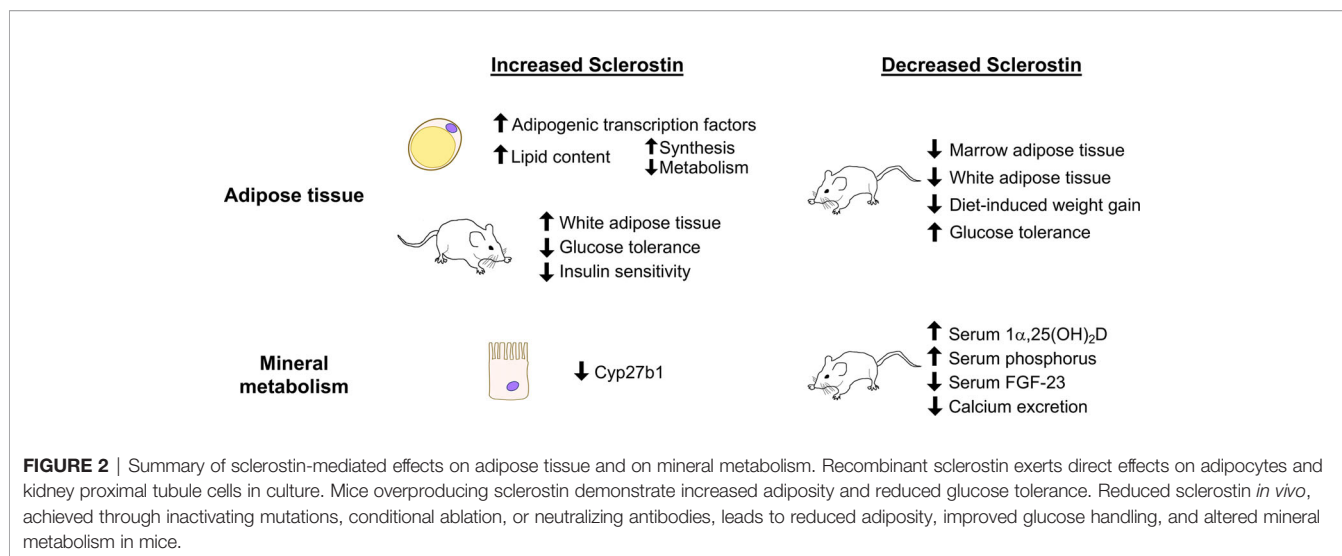 Increased Sclerostin
Decreased Sclerostin
Adipose tissue
↑ Adipogenic transcription factors
↑ Lipid content
↑ Synthesis
↓ Metabolism
↑ White adipose tissue
↓ Glucose tolerance
↓ Insulin sensitivity
↓ Marrow adipose tissue
↓ White adipose tissue
↓ Diet-induced weight gain
↑ Glucose tolerance
Mineral
metabolism
↓ Cyp27b1
↑ Serum 1α,25(OH)₂D
↑ Serum phosphorus
↓ Serum FGF-23
↓ Calcium excretion
FIGURE 2 | Summary of sclerostin-mediated effects on adipose tissue and on mineral metabolism. Recombinant sclerostin exerts direct effects on adipocytes and
kidney proximal tubule cells in culture. Mice overproducing sclerostin demonstrate increased adiposity and reduced glucose tolerance. Reduced sclerostin in vivo,
achieved through inactivating mutations, conditional ablation, or neutralizing antibodies, leads to reduced adiposity, improved glucose handling, and altered mineral
metabolism in mice.